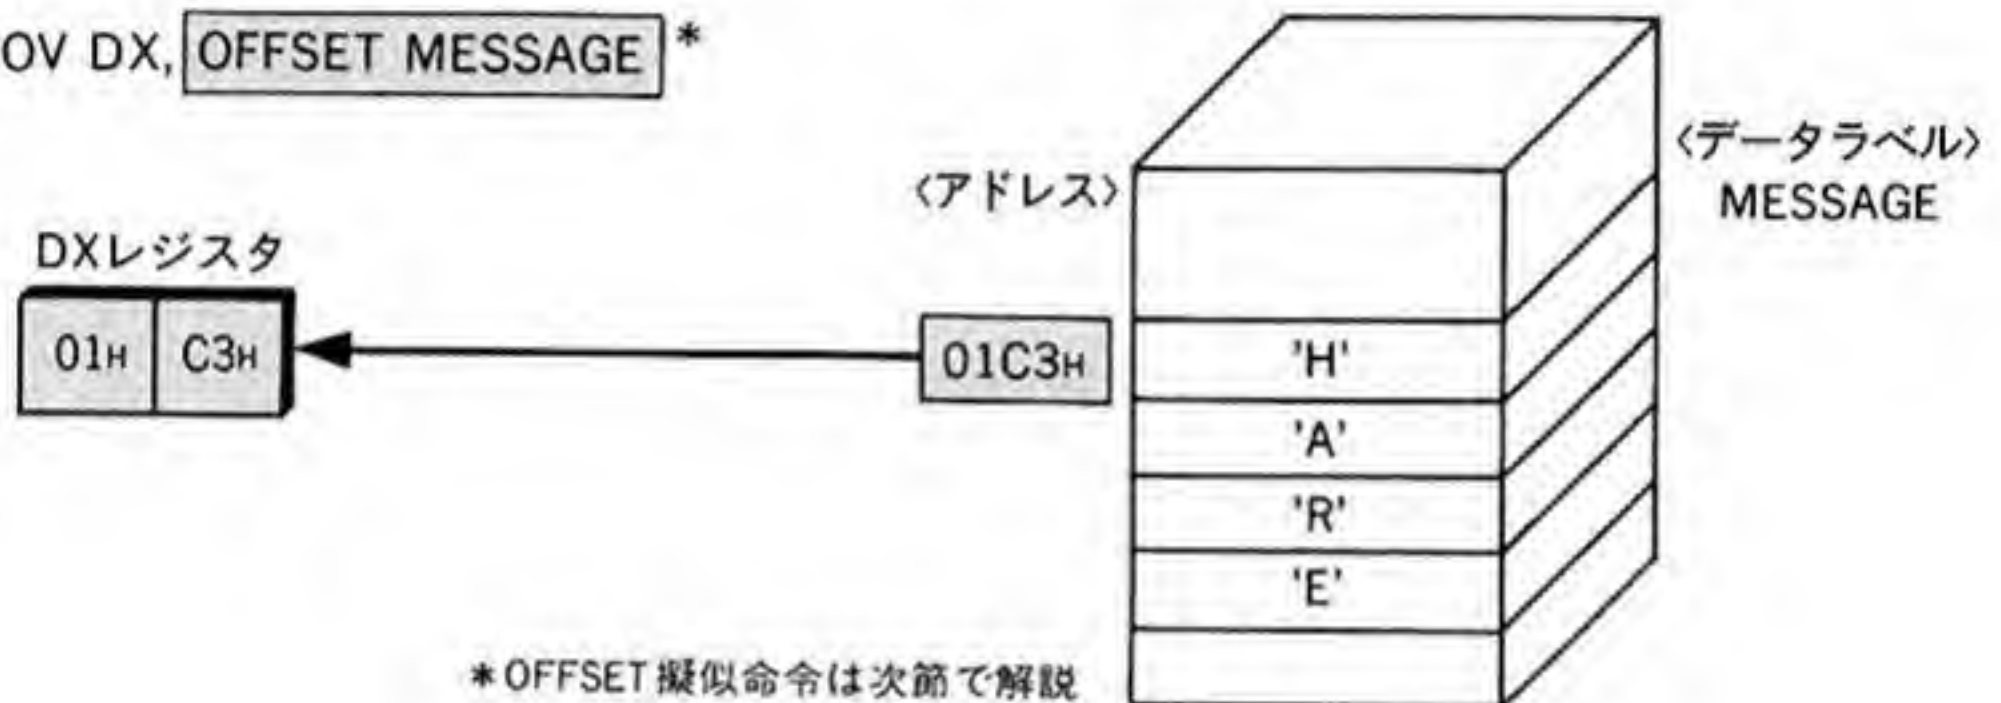 OV DX, OFFSET MESSAGE *
〈データラベル〉
MESSAGE
〈アドレス〉
DXレジスタ
01H C3H
01C3H
'H'
'A'
'R'
'E'
*OFFSET擬似命令は次節で解説